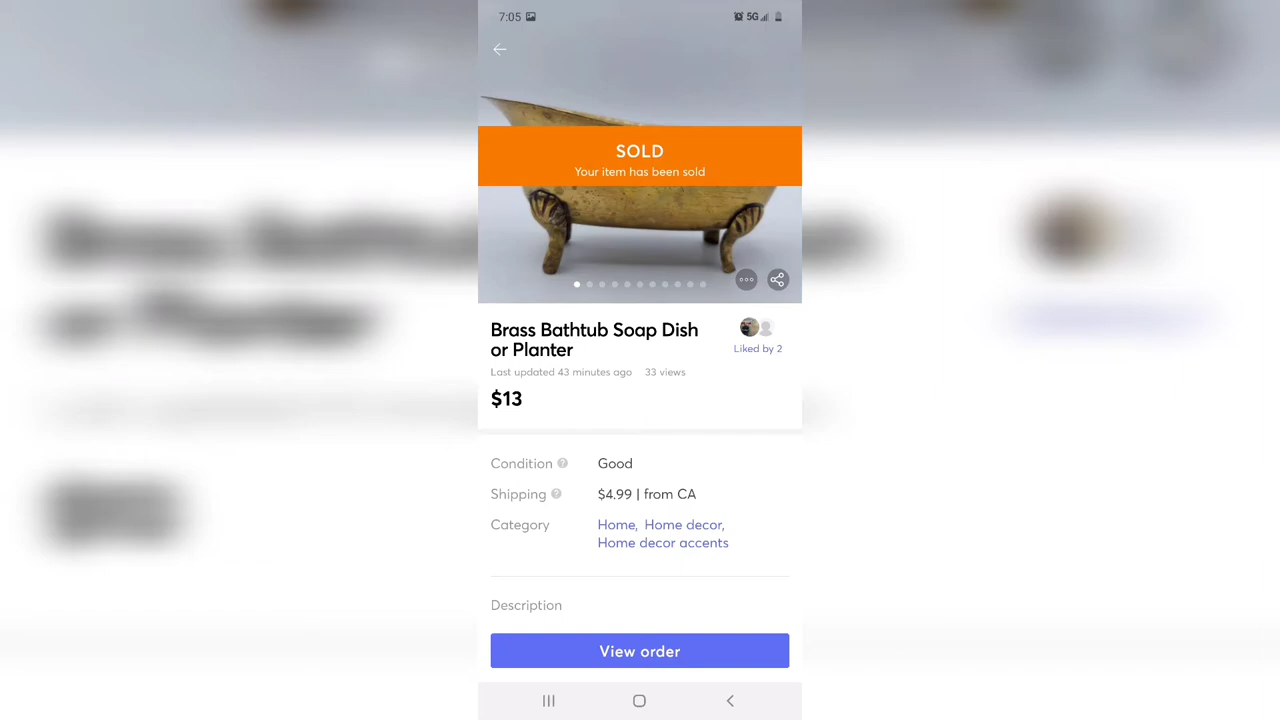 7:05
5G
SOLD
Your item has been sold
Brass Bathtub Soap Dish
or Planter
Liked by 2
Last updated 43 minutes ago 33 views
$13
Condition ? Good
Shipping ? $4.99 | from CA
Category Home, Home decor,
Home decor accents
Description
View order